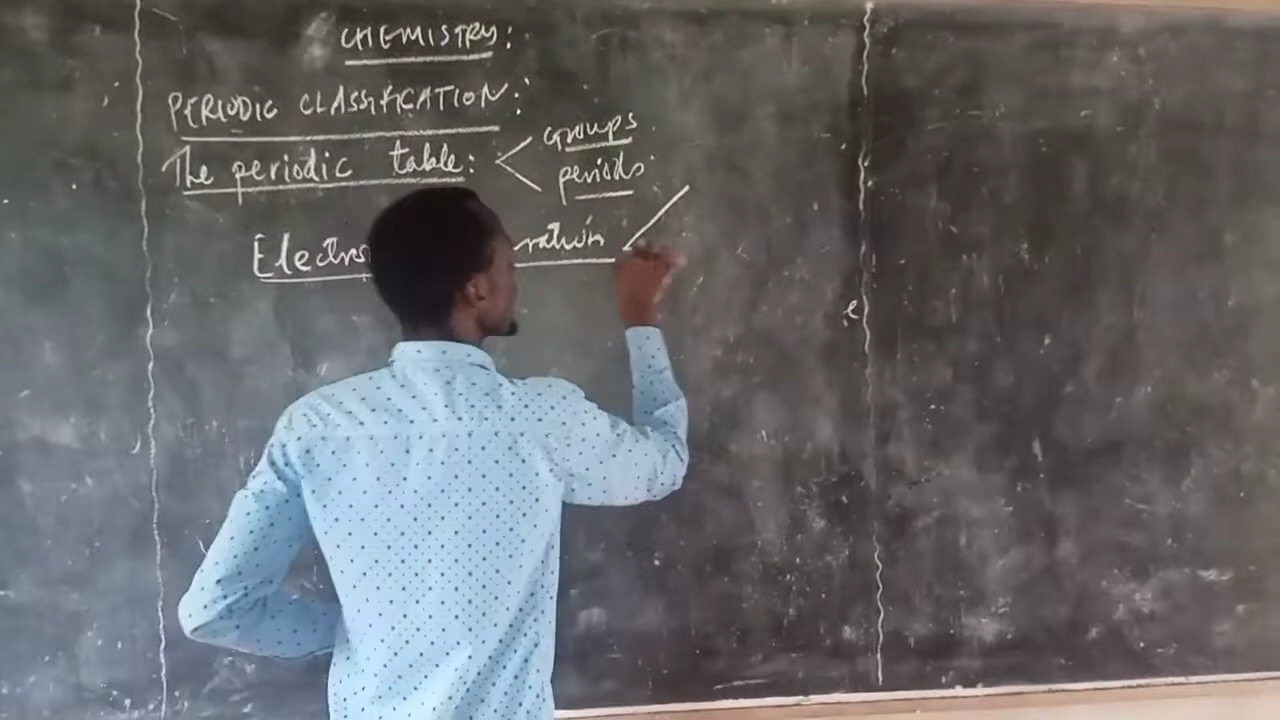 CHEMISTRY:
PERIODIC CLASSIFICATION:
The periodic table:
groups
periods